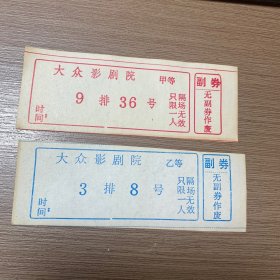 大众影剧院 甲等
9 排 36 号
时间:
隔场无效
只限一人
副券
无副券作废
大众影剧院 乙等
3 排 8 号
时间:
隔场无效
只限一人
副券
无副券作废